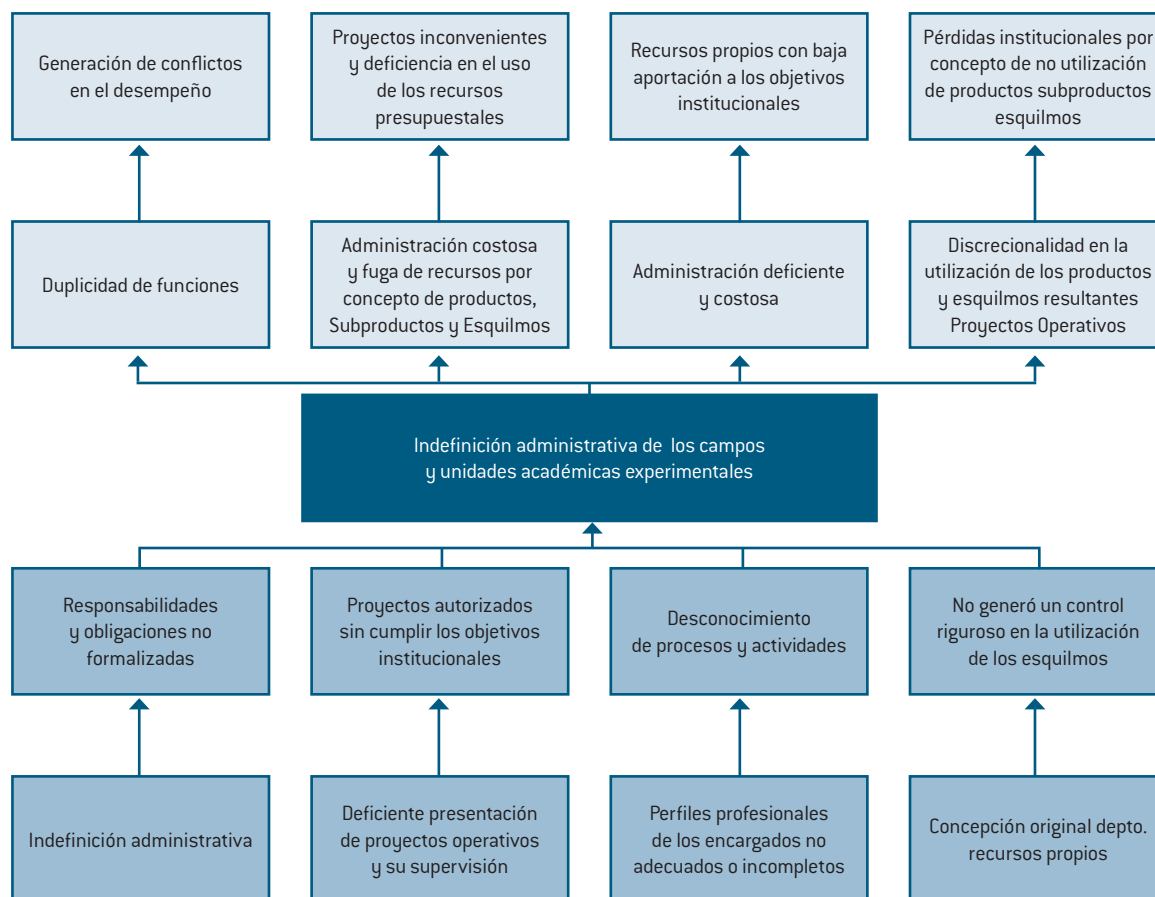 Generación de conflictos
en el desempeño
Proyectos inconvenientes
y deficiencia en el uso
de los recursos
presupuestales
Recursos propios con baja
aportación a los objetivos
institucionales
Pérdidas institucionales por
concepto de no utilización
de productos subproductos
esquilmos
Duplicidad de funciones
Administración costosa
y fuga de recursos por
concepto de productos,
Subproductos y Esquilmos
Administración deficiente
y costosa
Discrecionalidad en la
utilización de los productos
y esquilmos resultantes
Proyectos Operativos
Indefinición administrativa de los campos
y unidades académicas experimentales
Responsabilidades
y obligaciones no
formalizadas
Proyectos autorizados
sin cumplir los objetivos
institucionales
Desconocimiento
de procesos y actividades
No generó un control
riguroso en la utilización
de los esquilmos
Indefinición administrativa
Deficiente presentación
de proyectos operativos
y su supervisión
Perfiles profesionales
de los encargados no
adecuados o incompletos
Concepción original depto.
recursos propios